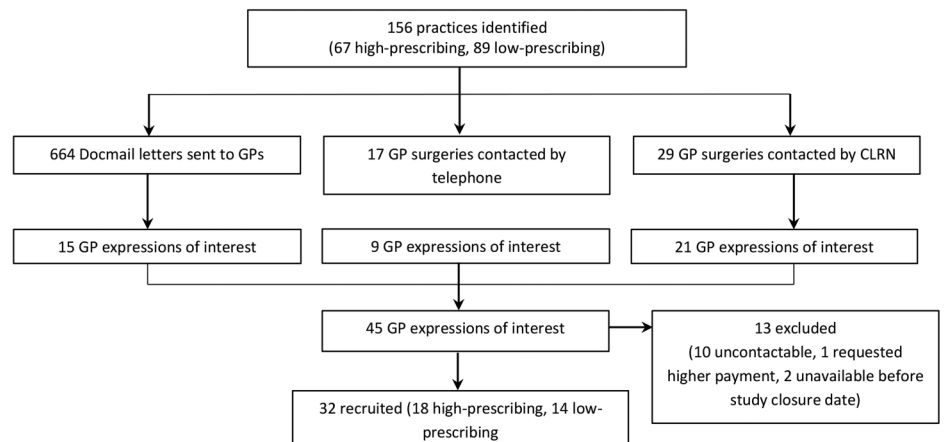 156 practices identified
(67 high-prescribing, 89 low-prescribing)
664 Docmail letters sent to GPs
17 GP surgeries contacted by
telephone
29 GP surgeries contacted by CLRN
15 GP expressions of interest
9 GP expressions of interest
21 GP expressions of interest
45 GP expressions of interest
13 excluded
(10 uncontactable, 1 requested
higher payment, 2 unavailable before
study closure date)
32 recruited (18 high-prescribing, 14 low-
prescribing